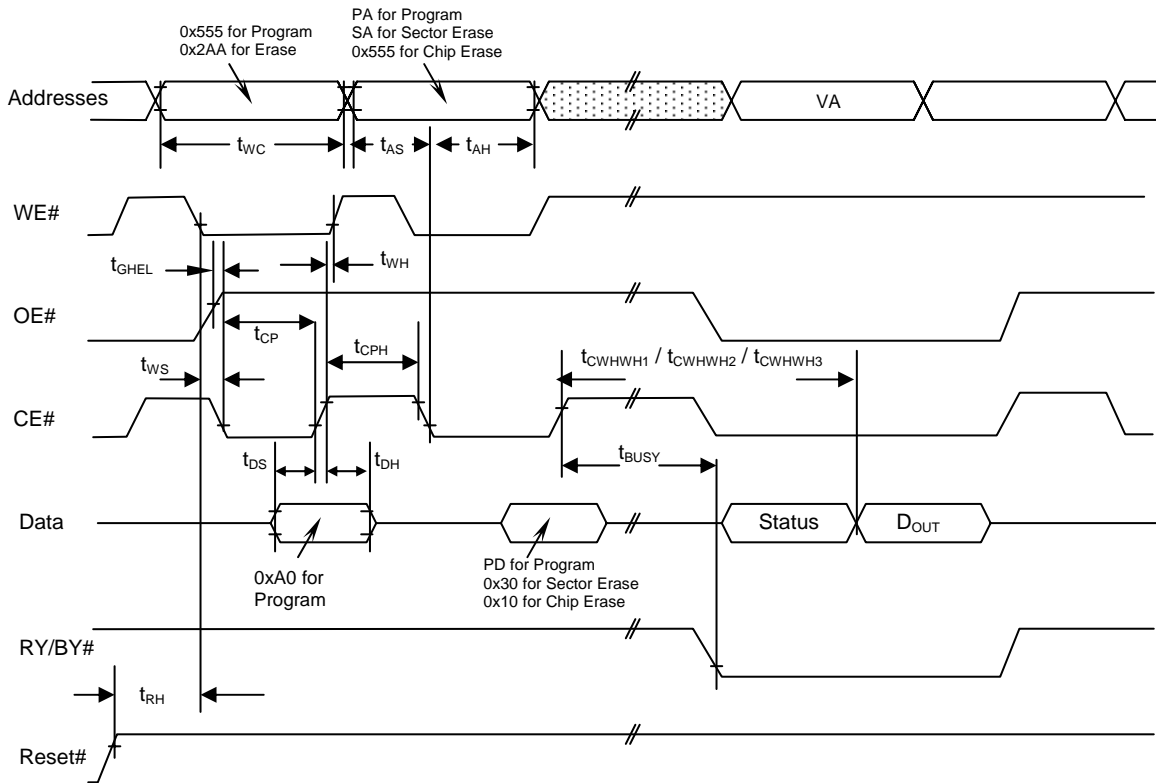 0x555 for Program
0x2AA for Erase
PA for Program
SA for Sector Erase
0x555 for Chip Erase
Addresses
VA
tWC
tAS
tAH
WE#
tGHEL
tWH
OE#
tCP
tCPH
tCWHWH1 / tCWHWH2 / tCWHWH3
tWS
CE#
tDS
tDH
tBUSY
Data
Status
DOUT
0xA0 for
Program
PD for Program
0x30 for Sector Erase
0x10 for Chip Erase
RY/BY#
tRH
Reset#